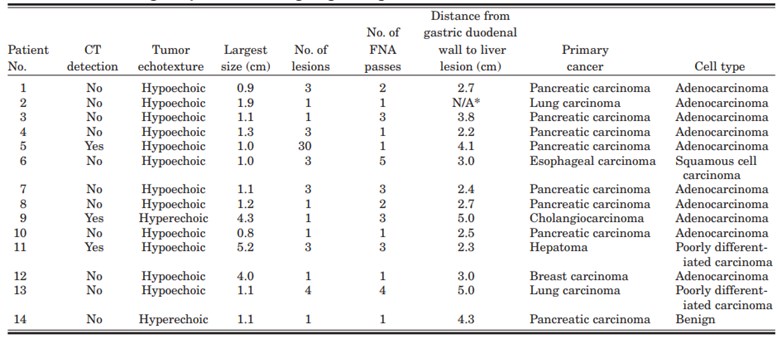 Distance from
No. of gastric duodenal
Patient CT Tumor Largest No. of FNA wall to liver Primary
No. detection echotexture size (cm) lesions passes lesion (cm) cancer Cell type
1 No Hypoechoic 0.9 3 2 2.7 Pancreatic carcinoma Adenocarcinoma
2 No Hypoechoic 1.9 1 1 N/A* Lung carcinoma Adenocarcinoma
3 No Hypoechoic 1.1 1 3 3.8 Pancreatic carcinoma Adenocarcinoma
4 No Hypoechoic 1.3 3 1 2.2 Pancreatic carcinoma Adenocarcinoma
5 Yes Hypoechoic 1.0 30 1 4.1 Pancreatic carcinoma Adenocarcinoma
6 No Hypoechoic 1.0 3 5 3.0 Esophageal carcinoma Squamous cell
carcinoma
7 No Hypoechoic 1.1 3 3 2.4 Pancreatic carcinoma Adenocarcinoma
8 No Hypoechoic 1.2 1 2 2.7 Pancreatic carcinoma Adenocarcinoma
9 Yes Hyperechoic 4.3 1 3 5.0 Cholangiocarcinoma Adenocarcinoma
10 No Hypoechoic 0.8 1 1 2.5 Pancreatic carcinoma Adenocarcinoma
11 Yes Hypoechoic 5.2 3 3 2.3 Hepatoma Poorly different-
iated carcinoma
12 No Hypoechoic 4.0 1 1 3.0 Breast carcinoma Adenocarcinoma
13 No Hypoechoic 1.1 4 4 5.0 Lung carcinoma Poorly different-
iated carcinoma
14 No Hyperechoic 1.1 1 1 4.3 Pancreatic carcinoma Benign